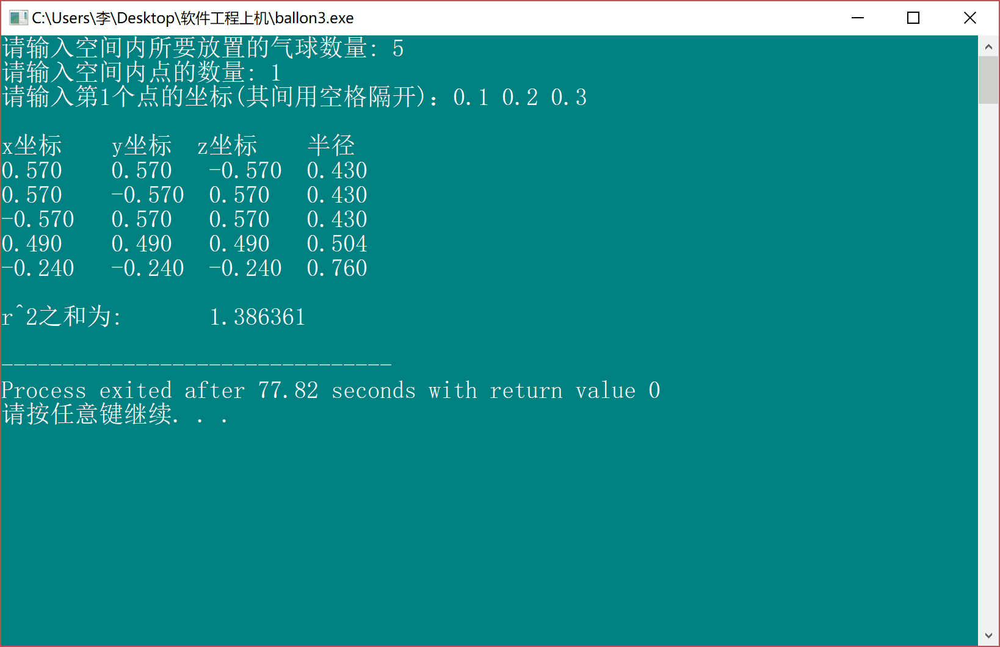 C:\Users\李\Desktop\软件工程上机\ballon3.exe
请输入空间内所要放置的气球数量: 5
请输入空间内点的数量: 1
请输入第1个点的坐标(其间用空格隔开)：0.1 0.2 0.3
x坐标    y坐标  z坐标    半径
0.570    0.570   -0.570  0.430
0.570    -0.570  0.570   0.430
-0.570   0.570   0.570   0.430
0.490    0.490   0.490   0.504
-0.240   -0.240  -0.240  0.760
r^2之和为:       1.386361
--------------------------------
Process exited after 77.82 seconds with return value 0
请按任意键继续. . .